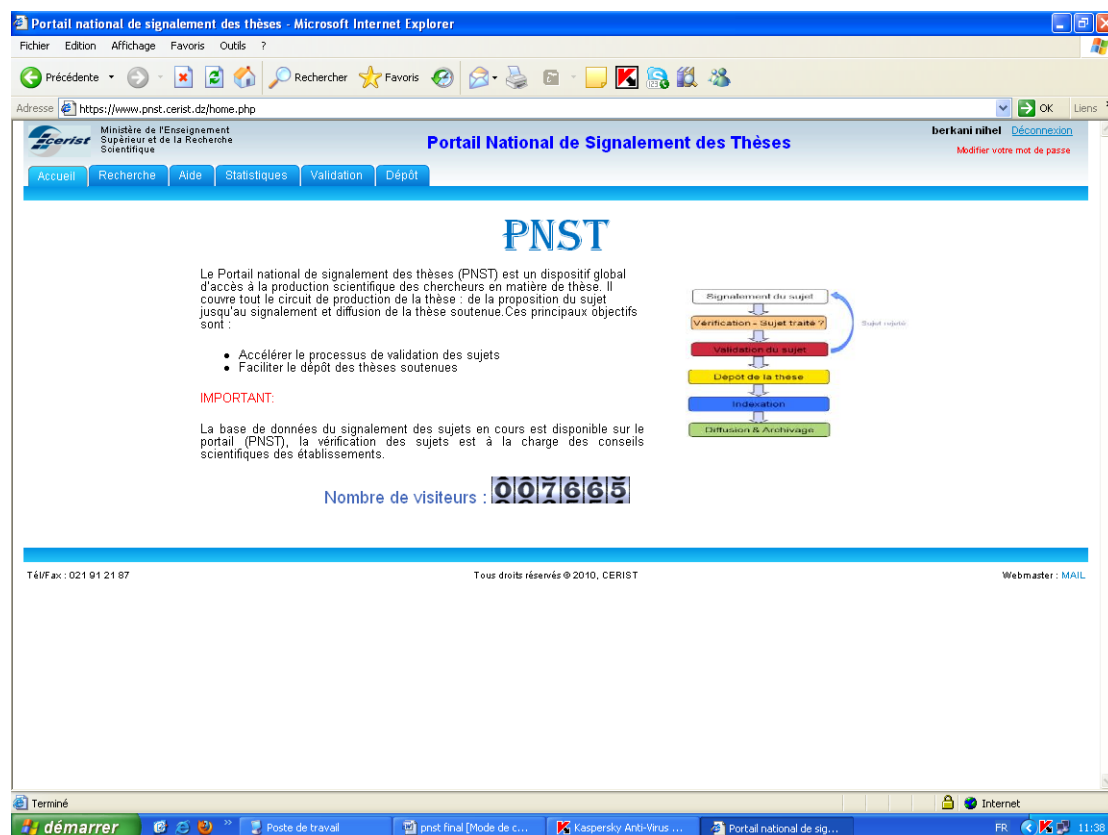 Portail national de signalement des thèses - Microsoft Internet Explorer
Fichier Edition Affichage Favoris Outils ?
Précédente Rechercher Favoris
Adresse https://www.pnst.cerist.dz/home.php OK Liens
cerist
Ministère de l'Enseignement
Supèrieur et de la Recherche
Scientifique
Portail National de Signalement des Thèses
berkani nihel Déconnexion
Modifier votre mot de passe
Accueil Recherche Aide Statistiques Validation Dépôt
PNST
Le Portail national de signalement des thèses (PNST) est un dispositif global
d'accès à la production scientifique des chercheurs en matière de thèse. Il
couvre tout le circuit de production de la thèse : de la proposition du sujet
jusqu'au signalement et diffusion de la thèse soutenue.Ces principaux objectifs
sont :
Accélérer le processus de validation des sujets
Faciliter le dépôt des thèses soutenues
IMPORTANT:
La base de données du signalement des sujets en cours est disponible sur le
portail (PNST), la vérification des sujets est à la charge des conseils
scientifiques des établissements.
Signalement du sujet
Vérification - Sujet traité ?
Sujet rejeté
Validation du sujet
Dépôt de la these
Indexation
Diffusion & Archivage
Nombre de visiteurs : 007665
Tél/Fax : 021 91 21 87
Tous droits résérvés © 2010, CERIST
Webmaster : MAIL
Terminé Internet
démarrer Poste de travail pnst final [Mode de c... Kaspersky Anti-Virus ... Portail national de sig... FR 11:38